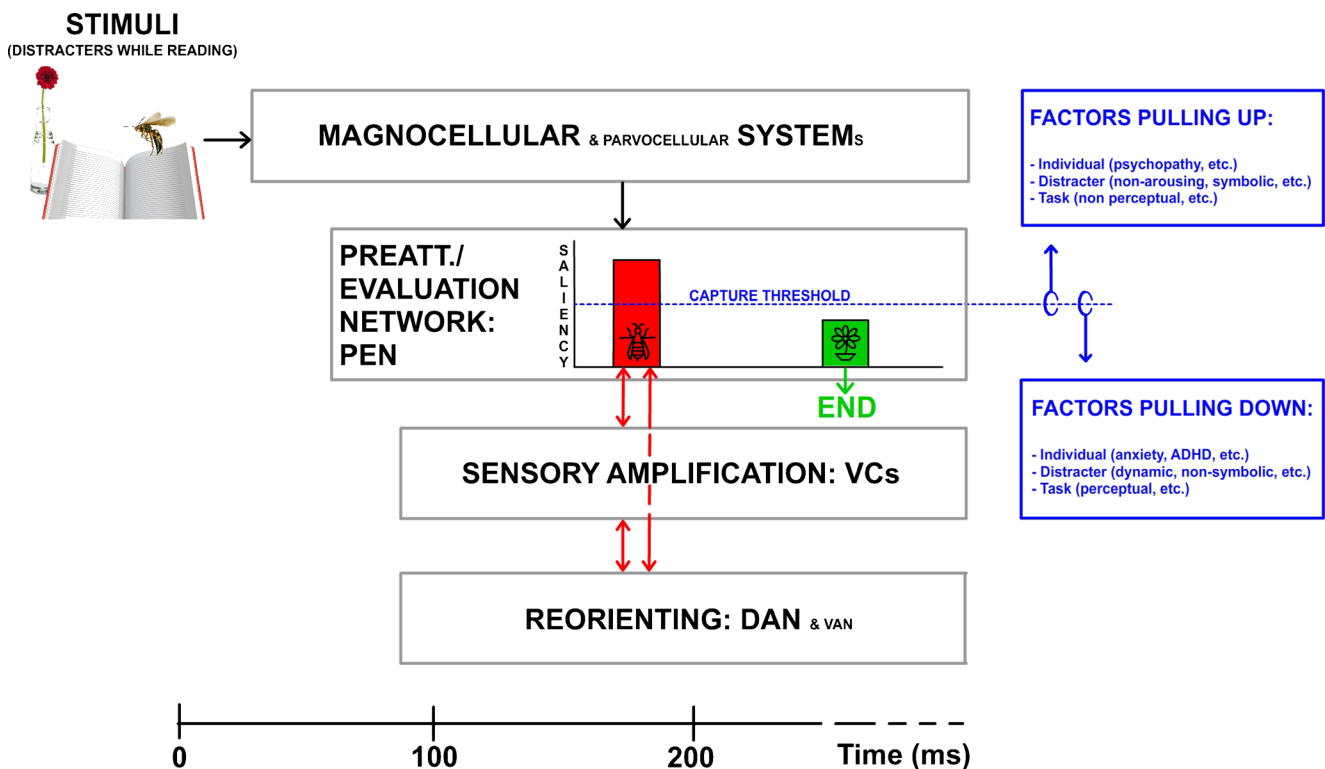 STIMULI
(DISTRACTERS WHILE READING)
MAGNOCELLULAR & PARVOCELLULAR SYSTEMS
PREATT./
EVALUATION
NETWORK:
PEN
SALIENCY
CAPTURE THRESHOLD
END
SENSORY AMPLIFICATION: VCs
REORIENTING: DAN & VAN
FACTORS PULLING UP:
- Individual (psychopathy, etc.)
- Distracter (non-arousing, symbolic, etc.)
- Task (non perceptual, etc.)
FACTORS PULLING DOWN:
- Individual (anxiety, ADHD, etc.)
- Distracter (dynamic, non-symbolic, etc.)
- Task (perceptual, etc.)
0 100 200 Time (ms)